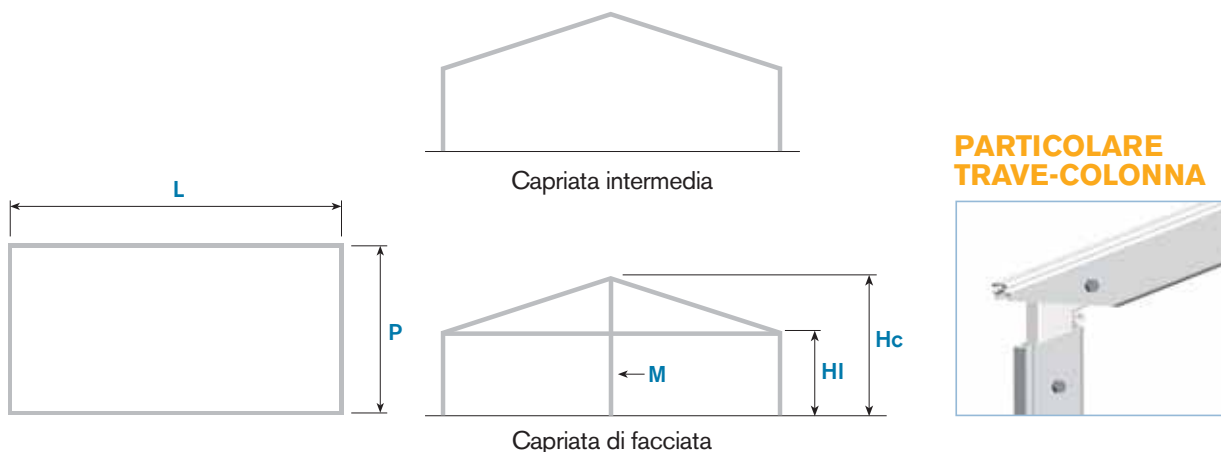 Capriata intermedia
L
P
Hc
Hl
M
Capriata di facciata
PARTICOLARE
TRAVE-COLONNA